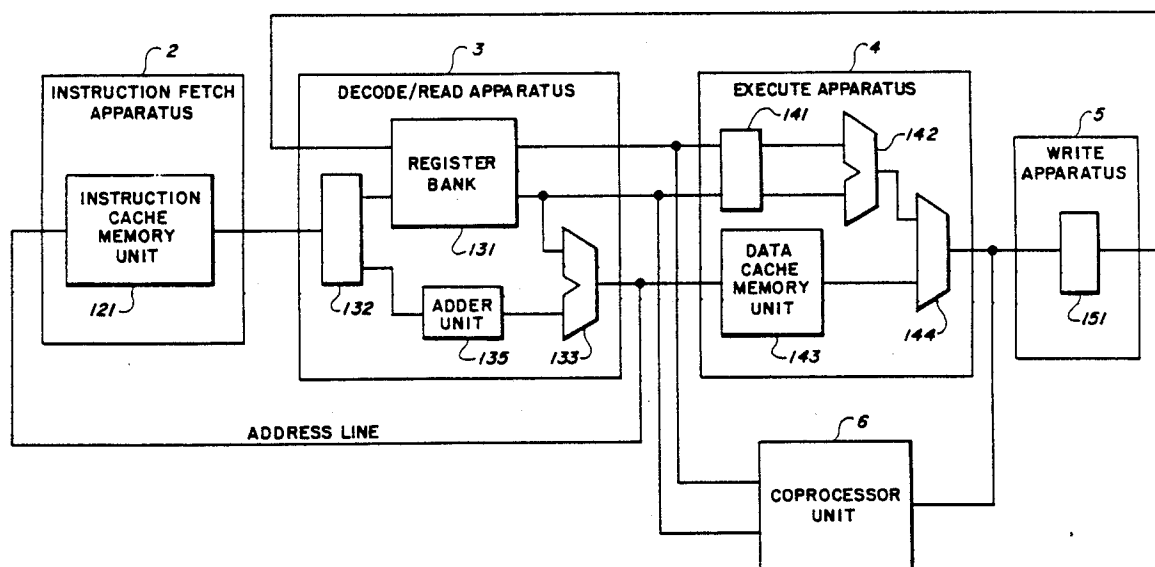 2
INSTRUCTION FETCH
APPARATUS
INSTRUCTION
CACHE
MEMORY
UNIT
121
3
DECODE/READ APPARATUS
REGISTER
BANK
131
132
ADDER
UNIT
135
133
4
EXECUTE APPARATUS
141
142
DATA
CACHE
MEMORY
UNIT
143
144
5
WRITE
APPARATUS
151
ADDRESS LINE
6
COPROCESSOR
UNIT